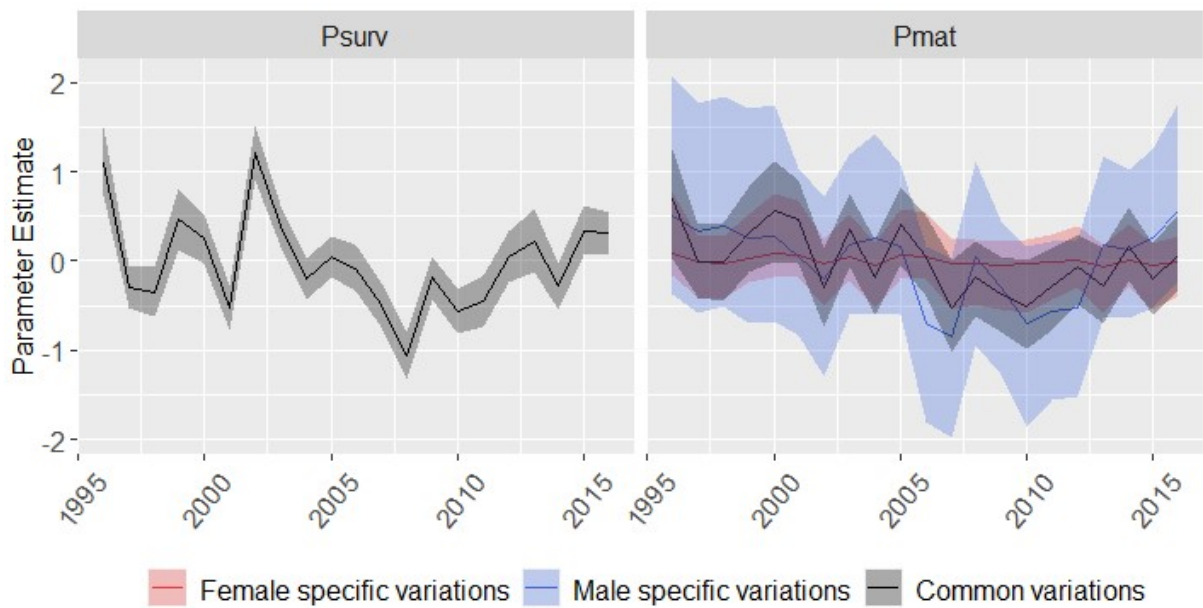 Psurv Pmat
Parameter Estimate
2
1
0
-1
-2
1995 2000 2005 2010 2015 1995 2000 2005 2010 2015
Female specific variations Male specific variations Common variations